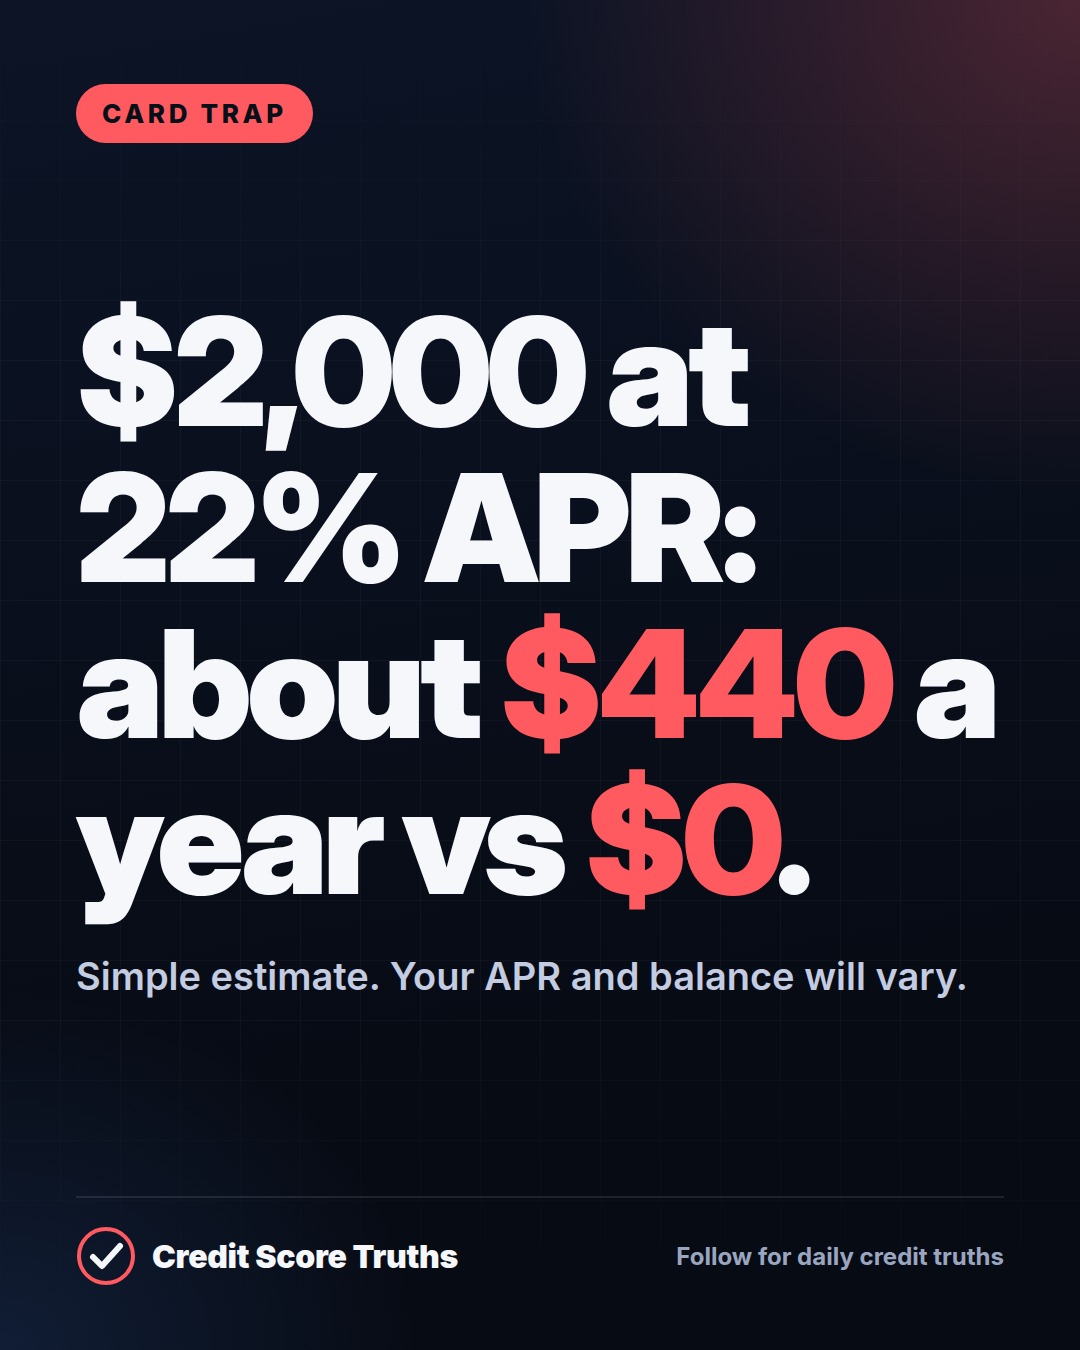 CARD TRAP
$2,000 at
22% APR:
about $440 a
year vs $0.
Simple estimate. Your APR and balance will vary.
Credit Score Truths
Follow for daily credit truths